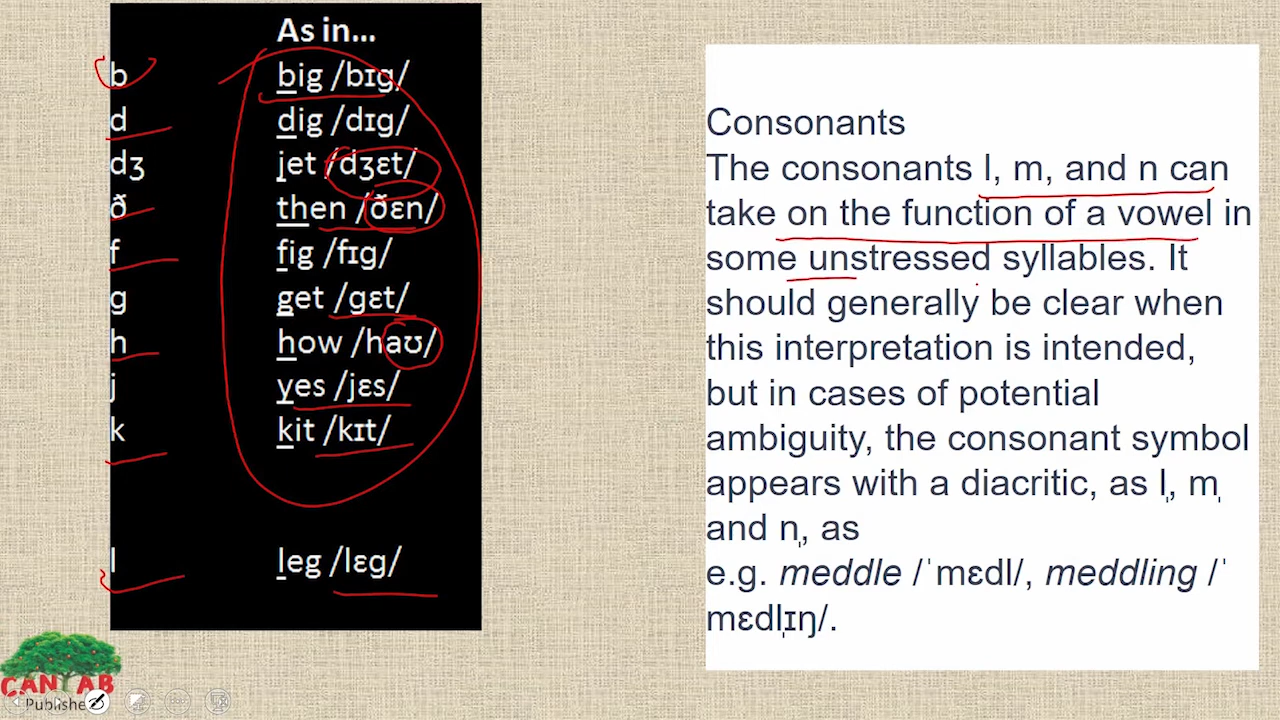 As in...
b big /bɪg/
d dig /dɪg/
dʒ jet /dʒɛt/
ð then /ðɛn/
f fig /fɪg/
g get /gɛt/
h how /haʊ/
j yes /jɛs/
k kit /kɪt/
l leg /lɛg/
Consonants
The consonants l, m, and n can
take on the function of a vowel in
some unstressed syllables. It
should generally be clear when
this interpretation is intended,
but in cases of potential
ambiguity, the consonant symbol
appears with a diacritic, as l̩, m̩
and n̩, as
e.g. meddle /ˈmɛdl/, meddling /ˈ
mɛdl̩ɪŋ/.
CANTAB
Publisher